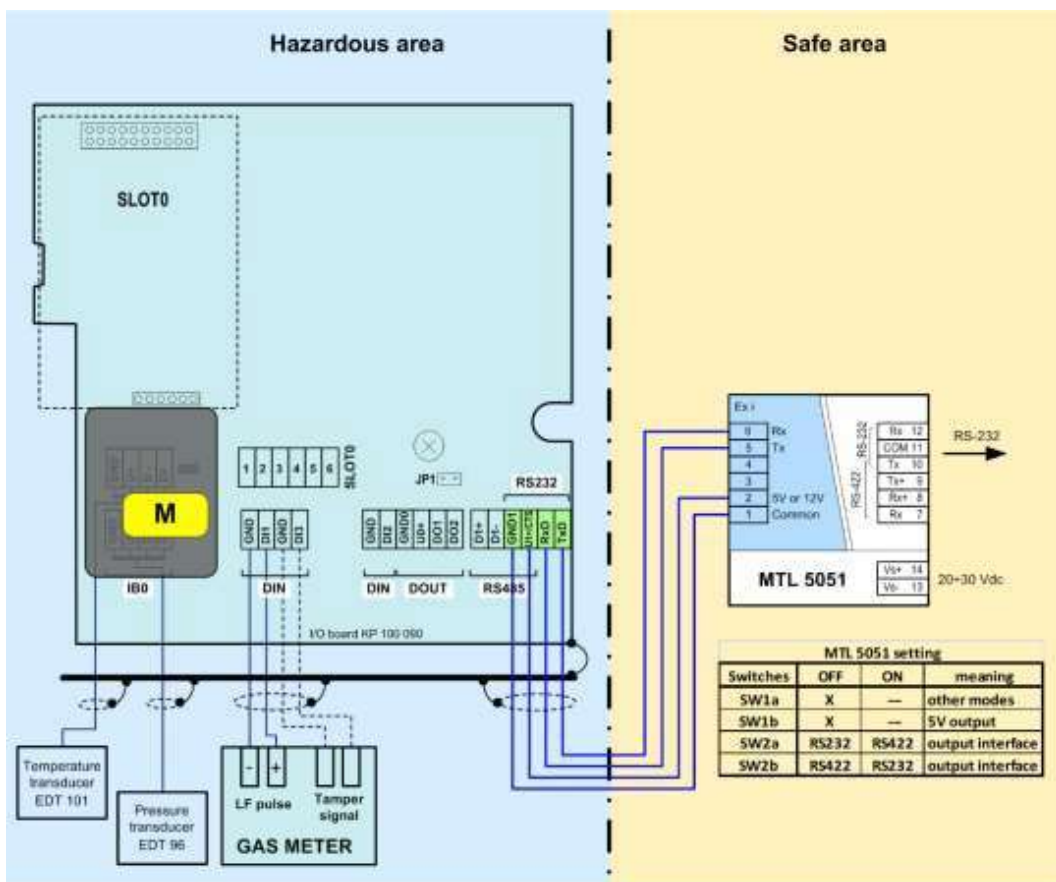 Hazardous area
Safe area
SLOT0
M
IB0
1 2 3 4 5 6
SLOT0
JP1
RS232
GND
DI1
GND
DI3
GND
DI2
GND0
U0+
DO1
DO2
D1+
D1-
GND1
U1+/CTS
RxD
TxD
DIN
DIN
DOUT
RS485
I/O board KP 100 090
Temperature
transducer
EDT 101
Pressure
transducer
EDT 96
- +
LF pulse
Tamper
signal
GAS METER
Ex i
6 Rx
5 Tx
4
3
2 5V or 12V
1 Common
RS-232
RS-422
Rx 12
COM 11
Tx 10
Tx+ 9
Rx+ 8
Rx 7
RS-232
MTL 5051
Vs+ 14
Vs- 13
20÷30 Vdc
MTL 5051 setting
Switches OFF ON meaning
SW1a X — other modes
SW1b X — 5V output
SW2a RS232 RS422 output interface
SW2b RS422 RS232 output interface